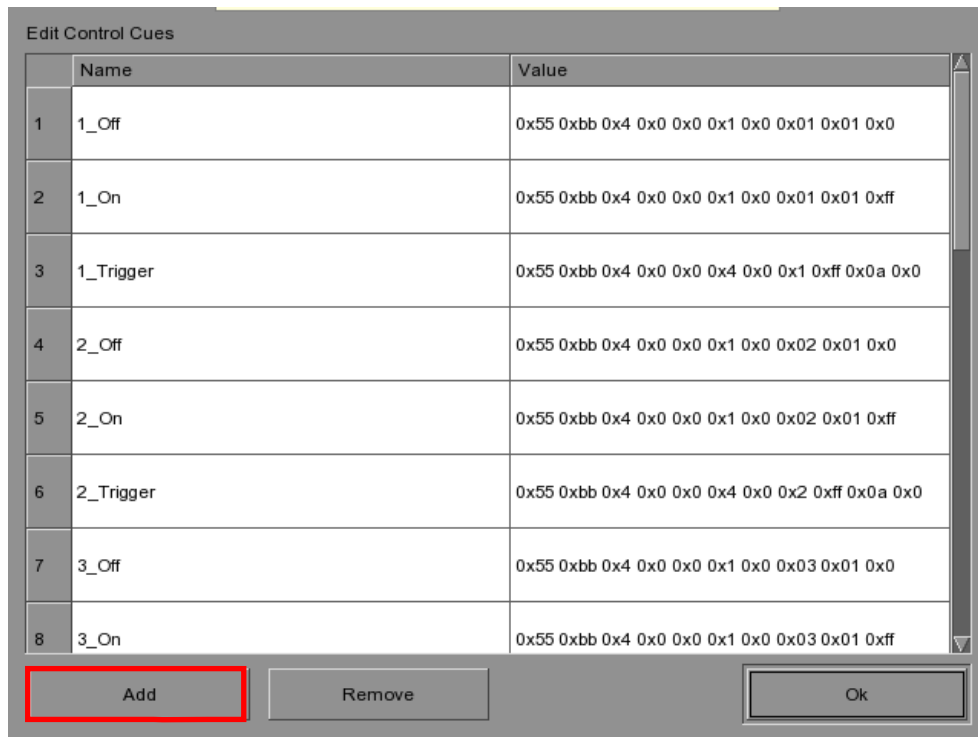 Edit Control Cues
Name Value
1 1_Off 0x55 0xbb 0x4 0x0 0x0 0x1 0x0 0x01 0x01 0x0
2 1_On 0x55 0xbb 0x4 0x0 0x0 0x1 0x0 0x01 0x01 0xff
3 1_Trigger 0x55 0xbb 0x4 0x0 0x0 0x4 0x0 0x1 0xff 0x0a 0x0
4 2_Off 0x55 0xbb 0x4 0x0 0x0 0x1 0x0 0x02 0x01 0x0
5 2_On 0x55 0xbb 0x4 0x0 0x0 0x1 0x0 0x02 0x01 0xff
6 2_Trigger 0x55 0xbb 0x4 0x0 0x0 0x4 0x0 0x2 0xff 0x0a 0x0
7 3_Off 0x55 0xbb 0x4 0x0 0x0 0x1 0x0 0x03 0x01 0x0
8 3_On 0x55 0xbb 0x4 0x0 0x0 0x1 0x0 0x03 0x01 0xff
Add Remove Ok